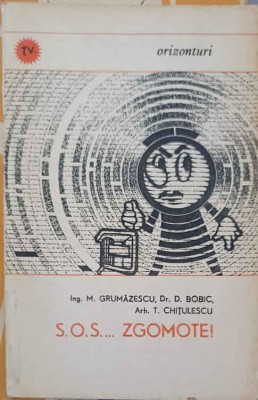 TV
orizonturi
Ing. M. GRUMĂZESCU, Dr. D. BOBIC,
Arh. T. CHIȚULESCU
S.O.S.... ZGOMOTE!